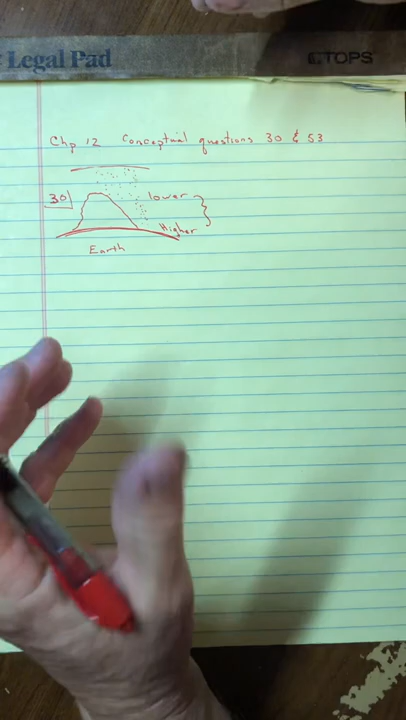 Legal Pad
TOPS
Chp 12 Conceptual questions 30 & 53
30
lower
Higher
Earth